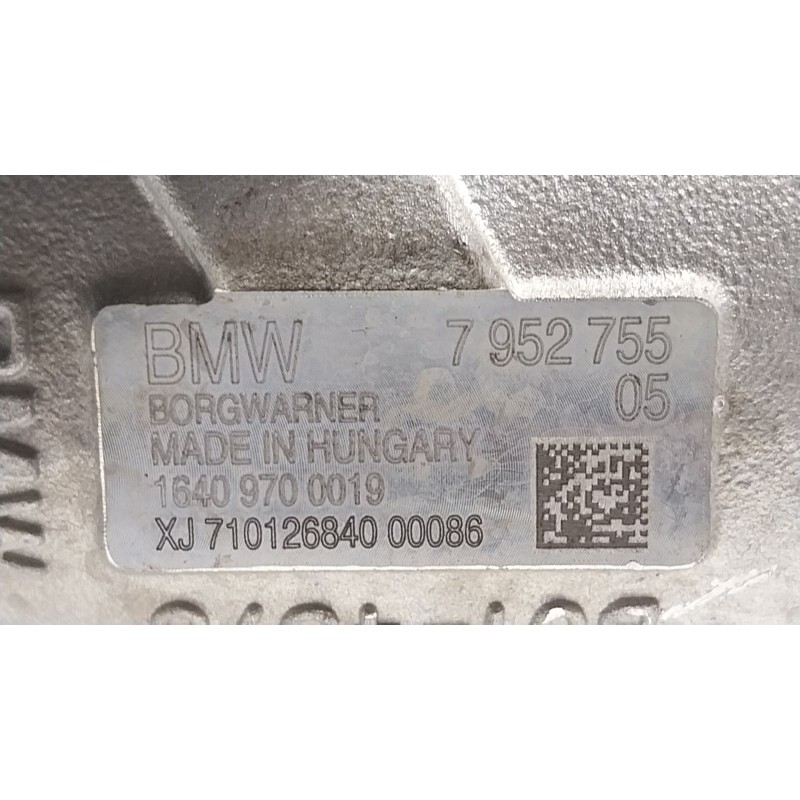 BMW 7 952 755
BORGWARNER 05
MADE IN HUNGARY
1640 970 0019
XJ 710126840 00086